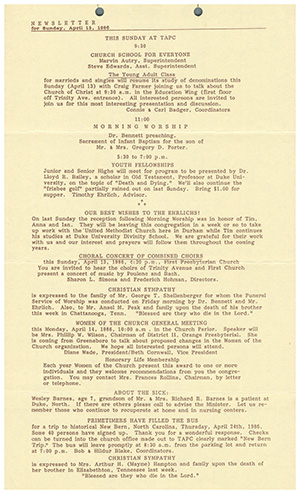 NEWSLETTER
for Sunday, April 13, 1986
THIS SUNDAY AT TAPC
9:30
CHURCH SCHOOL FOR EVERYONE
Marvin Autry, Superintendent
Steve Edwards, Asst. Superintendent
The Young Adult Class
for marrieds and singles will resume its study of denominations this
Sunday (April 13) with Craig Farmer joining us to talk about the
Church of Christ at 9:30 a.m. in the Education Wing (first floor
off Trinity Ave. entrance). All interested persons are invited to
join us for this most interesting presentation and discussion.
Connie & Carl Badger, Coordinators
11:00
MORNING WORSHIP
Dr. Bennett preaching.
Sacrament of Infant Baptism for the son of
Mr. & Mrs. Gregory D. Porter.
5:30 to 7:00 p.m.
YOUTH FELLOWSHIPS
Junior and Senior Highs will meet for program to be presented by Dr.
Lloyd R. Bailey, a scholar in Old Testament, Professor at Duke Uni-
versity, on the topic of "Death and Dying." We'll also continue the
"frisbee golf" partially rained out on last Sunday. Bring $1.00 for
supper. Timothy Ehrlich, Advisor.
OUR BEST WISHES TO THE EHRLICHS!
On last Sunday the reception following Morning Worship was in honor of Tim,
Anna and Ian. They will be leaving this congregation in a week or so to take
up work with the United Methodist Church here in Durham while Tim continues
his studies at Duke University Divinity School. We are grateful for their work
with us and our interest and prayers will follow them throughout the coming
years.
CHORAL CONCERT OF COMBINED CHOIRS
this Sunday, April 13, 1986, 4:30 p.m., First Presbyterian Church
You are invited to hear the choirs of Trinity Avenue and First Church
present a concert of music by Poulenc and Bach.
Sharon L. Simons and Frederick Mohran, Directors.
CHRISTIAN SYMPATHY
is expressed to the family of Mr. George T. Shellenberger for whom the Funeral
Service of Worship was conducted on Friday morning by Dr. Bennett and Mr.
Ehrlich. Also, to Mr. Ansel M. Peak and family upon the death of his brother
this week in Chattanooga, Tenn. "Blessed are they who die in the Lord."
WOMEN OF THE CHURCH GENERAL MEETING
this Monday, April 14, 1986, 10:00 a.m. in the Church Parlor. Speaker will
be Mrs. Philip W. Wilson, Chairman of District II, Orange Presbyterial. She
is coming from Greensboro to talk about proposed changes in the Women of the
Church organization. We hope all interested persons will attend.
Diane Wade, President/Beth Cornwall, Vice President
Honorary Life Membership
Each year Women of the Church present this award to one or more
individuals and they welcome recommendations from you the congre-
gation. You may contact Mrs. Frances Rollins, Chairman, by letter
or telephone.
ABOUT THE SICK:
Wesley Barnes, age 7, grandson of Mr. & Mrs. Richard E. Barnes is a patient at
Duke, North. If there are others please do advise the Minister. Let us re-
member those who continue to recuperate at home and in nursing centers.
PRIMETIMERS HAVE FILLED THE BUS
for a trip to historical New Bern, North Carolina, Thursday, April 24th, 1986.
Some 40 persons have signed up. Thank you for a wonderful response. Checks
can be turned into the church office made out to TAPC clearly marked "New Bern
Trip." The bus will leave promptly at 8:30 a.m. from the parking lot and return
at 7:00 p.m. Bob & Hildur Blake, Coordinators.
CHRISTIAN SYMPATHY
is expressed to Mrs. Arthur H. (Mayme) Hampton and family upon the death of
her brother in Elizabethton, Tennessee last week.
"Blessed are they who die in the Lord."